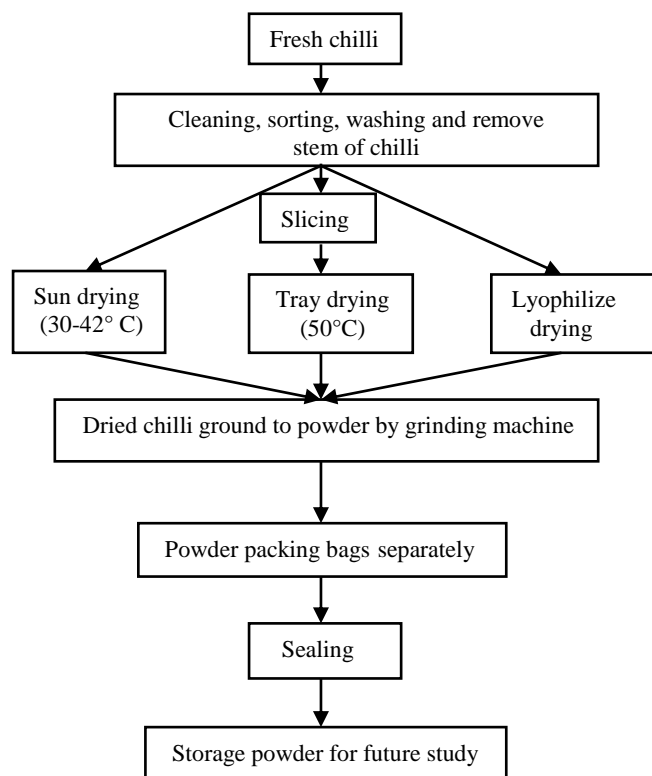 Fresh chilli
Cleaning, sorting, washing and remove
stem of chilli
Slicing
Sun drying
(30-42° C)
Tray drying
(50°C)
Lyophilize
drying
Dried chilli ground to powder by grinding machine
Powder packing bags separately
Sealing
Storage powder for future study